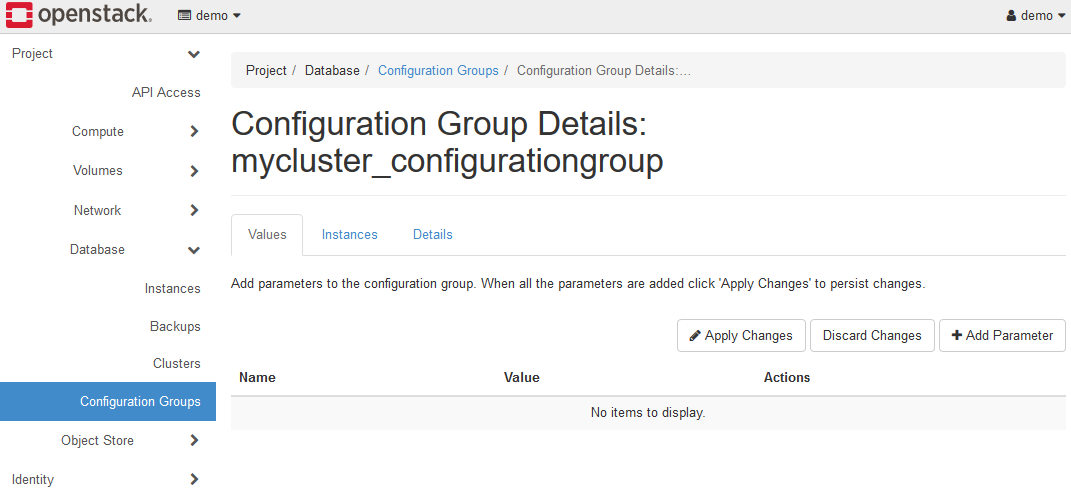 openstack. demo demo
Project
API Access
Compute
Volumes
Network
Database
Instances
Backups
Clusters
Configuration Groups
Object Store
Identity
Project / Database / Configuration Groups / Configuration Group Details:...
Configuration Group Details:
mycluster_configurationgroup
Values Instances Details
Add parameters to the configuration group. When all the parameters are added click 'Apply Changes' to persist changes.
Apply Changes Discard Changes Add Parameter
Name Value Actions
No items to display.